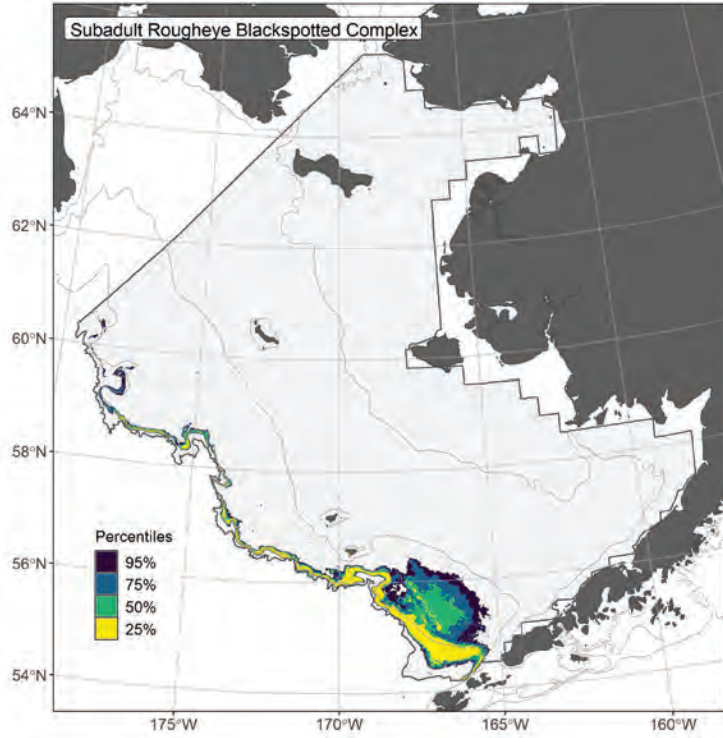 Subadult Rougheye Blackspotted Complex
64°N
62°N
60°N
58°N
56°N
54°N
Percentiles
95%
75%
50%
25%
175°W
170°W
165°W
160°W